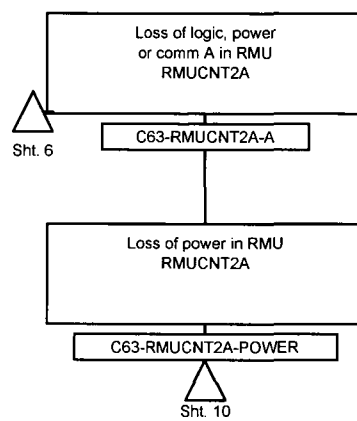 Loss of logic, power
or comm A in RMU
RMUCNT2A
Sht. 6
C63-RMUCNT2A-A
Loss of power in RMU
RMUCNT2A
C63-RMUCNT2A-POWER
Sht. 10